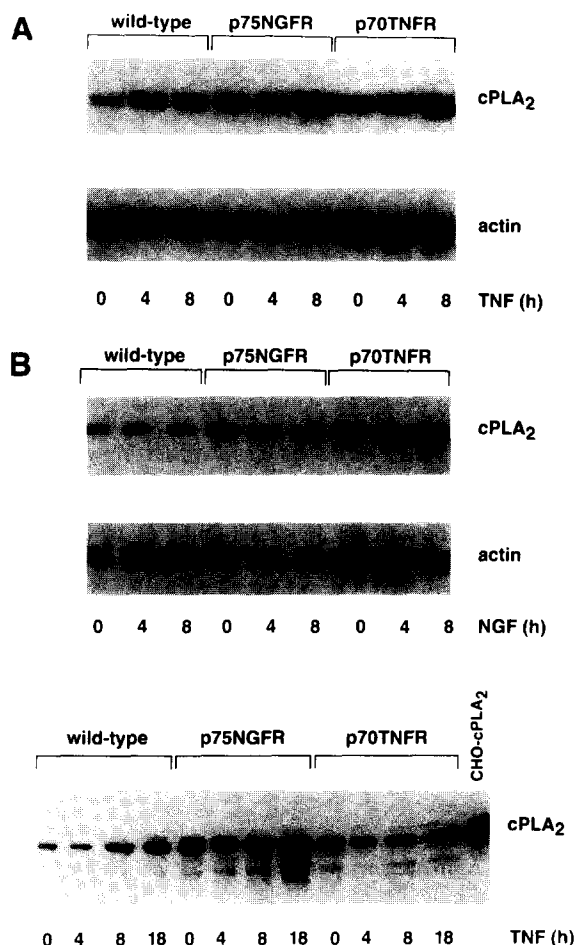 A
wild-type p75NGFR p70TNFR
cPLA2
actin
0 4 8 0 4 8 0 4 8 TNF (h)
B
wild-type p75NGFR p70TNFR
cPLA2
actin
0 4 8 0 4 8 0 4 8 NGF (h)
wild-type p75NGFR p70TNFR CHO-cPLA2
cPLA2
0 4 8 18 0 4 8 18 0 4 8 18 TNF (h)